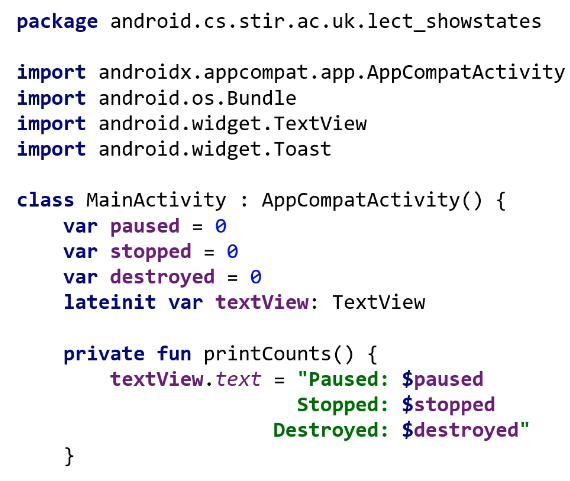 package android.cs.stir.ac.uk.lect_showstates
import androidx.appcompat.app.AppCompatActivity
import android.os.Bundle
import android.widget.TextView
import android.widget.Toast
class MainActivity : AppCompatActivity() {
    var paused = 0
    var stopped = 0
    var destroyed = 0
    lateinit var textView: TextView
    private fun printCounts() {
        textView.text = "Paused: $paused
                        Stopped: $stopped
                      Destroyed: $destroyed"
    }